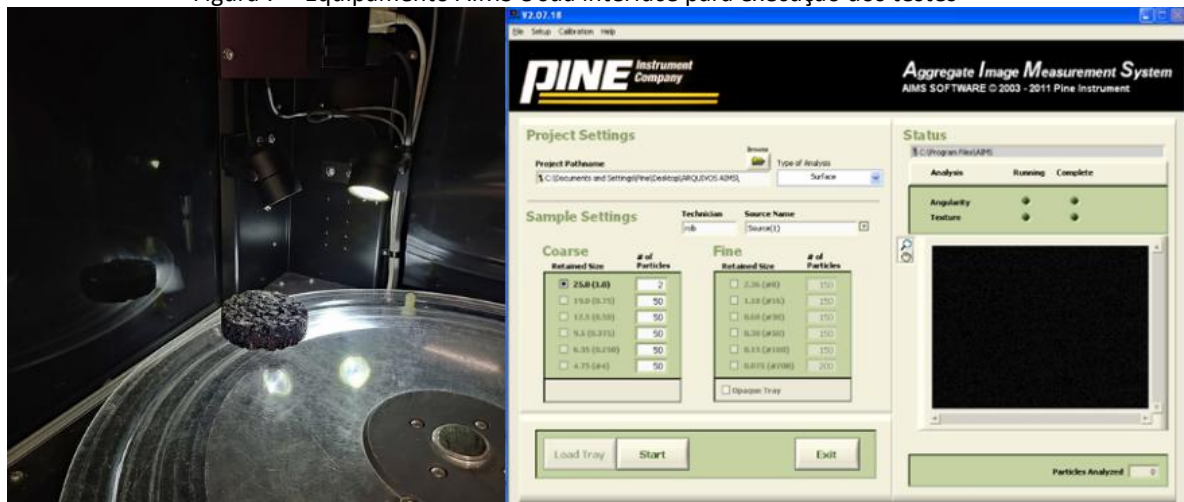 Figura 7 – Equipamento Aims e sua interface para execução dos testes
V2.07.18
File Setup Calibration Help
PINE Instrument Company
Aggregate Image Measurement System
AIMS SOFTWARE © 2003 - 2011 Pine Instrument
Project Settings
Browse
Project Pathname
Type of Analysis
C:\Documents and Settings\Pine\Desktop\ARQUIVOS AIMS\
Surface
Sample Settings
Technician
Source Name
rob
Source(1)
Coarse
Retained Size
# of Particles
25.0 (1.0) 2
19.0 (0.75) 50
12.5 (0.50) 50
9.5 (0.375) 50
6.35 (0.250) 50
4.75 (#4) 50
Fine
Retained Size
# of Particles
2.36 (#8) 150
1.18 (#16) 150
0.60 (#30) 150
0.30 (#50) 150
0.15 (#100) 150
0.075 (#200) 200
Opaque Tray
Load Tray
Start
Exit
Status
C:\Program Files\AIMS
Analysis Running Complete
Angularity
Texture
Particles Analyzed 0